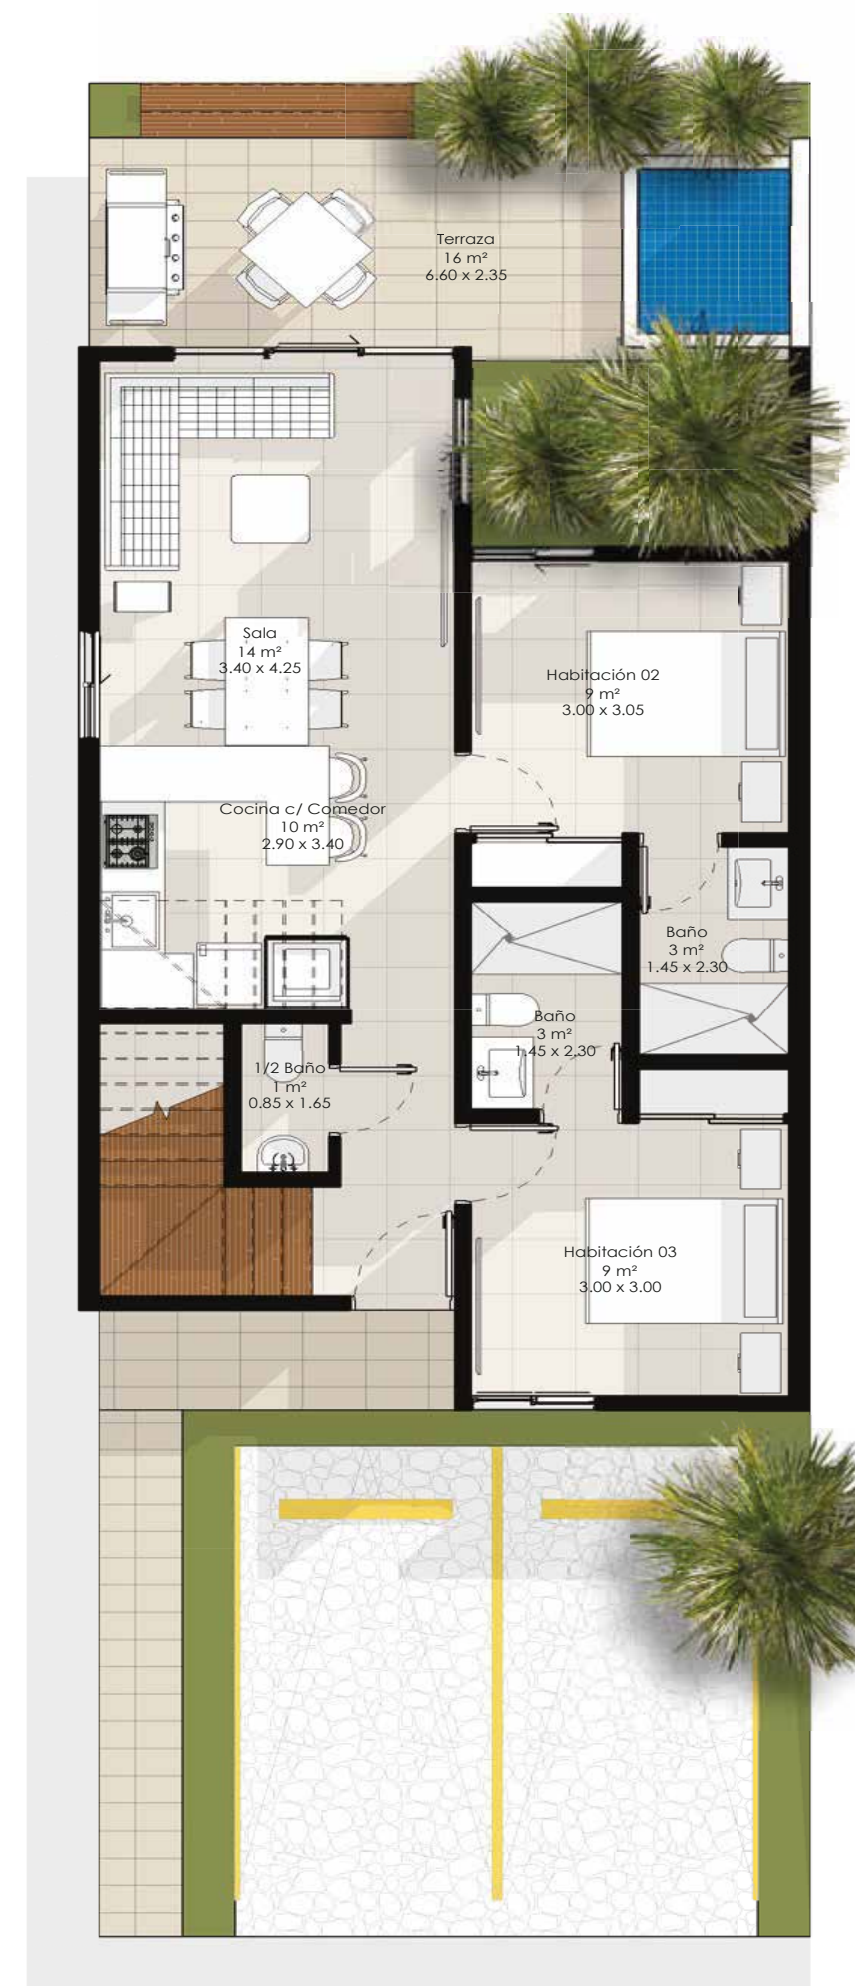 Terraza
16 m²
6.60 x 2.35
Sala
14 m²
3.40 x 4.25
Habitación 02
9 m²
3.00 x 3.05
Cocina c/ Comedor
10 m²
2.90 x 3.40
Baño
3 m²
1.45 x 2.30
Baño
3 m²
1.45 x 2.30
1/2 Baño
1 m²
0.85 x 1.65
Habitación 03
9 m²
3.00 x 3.00